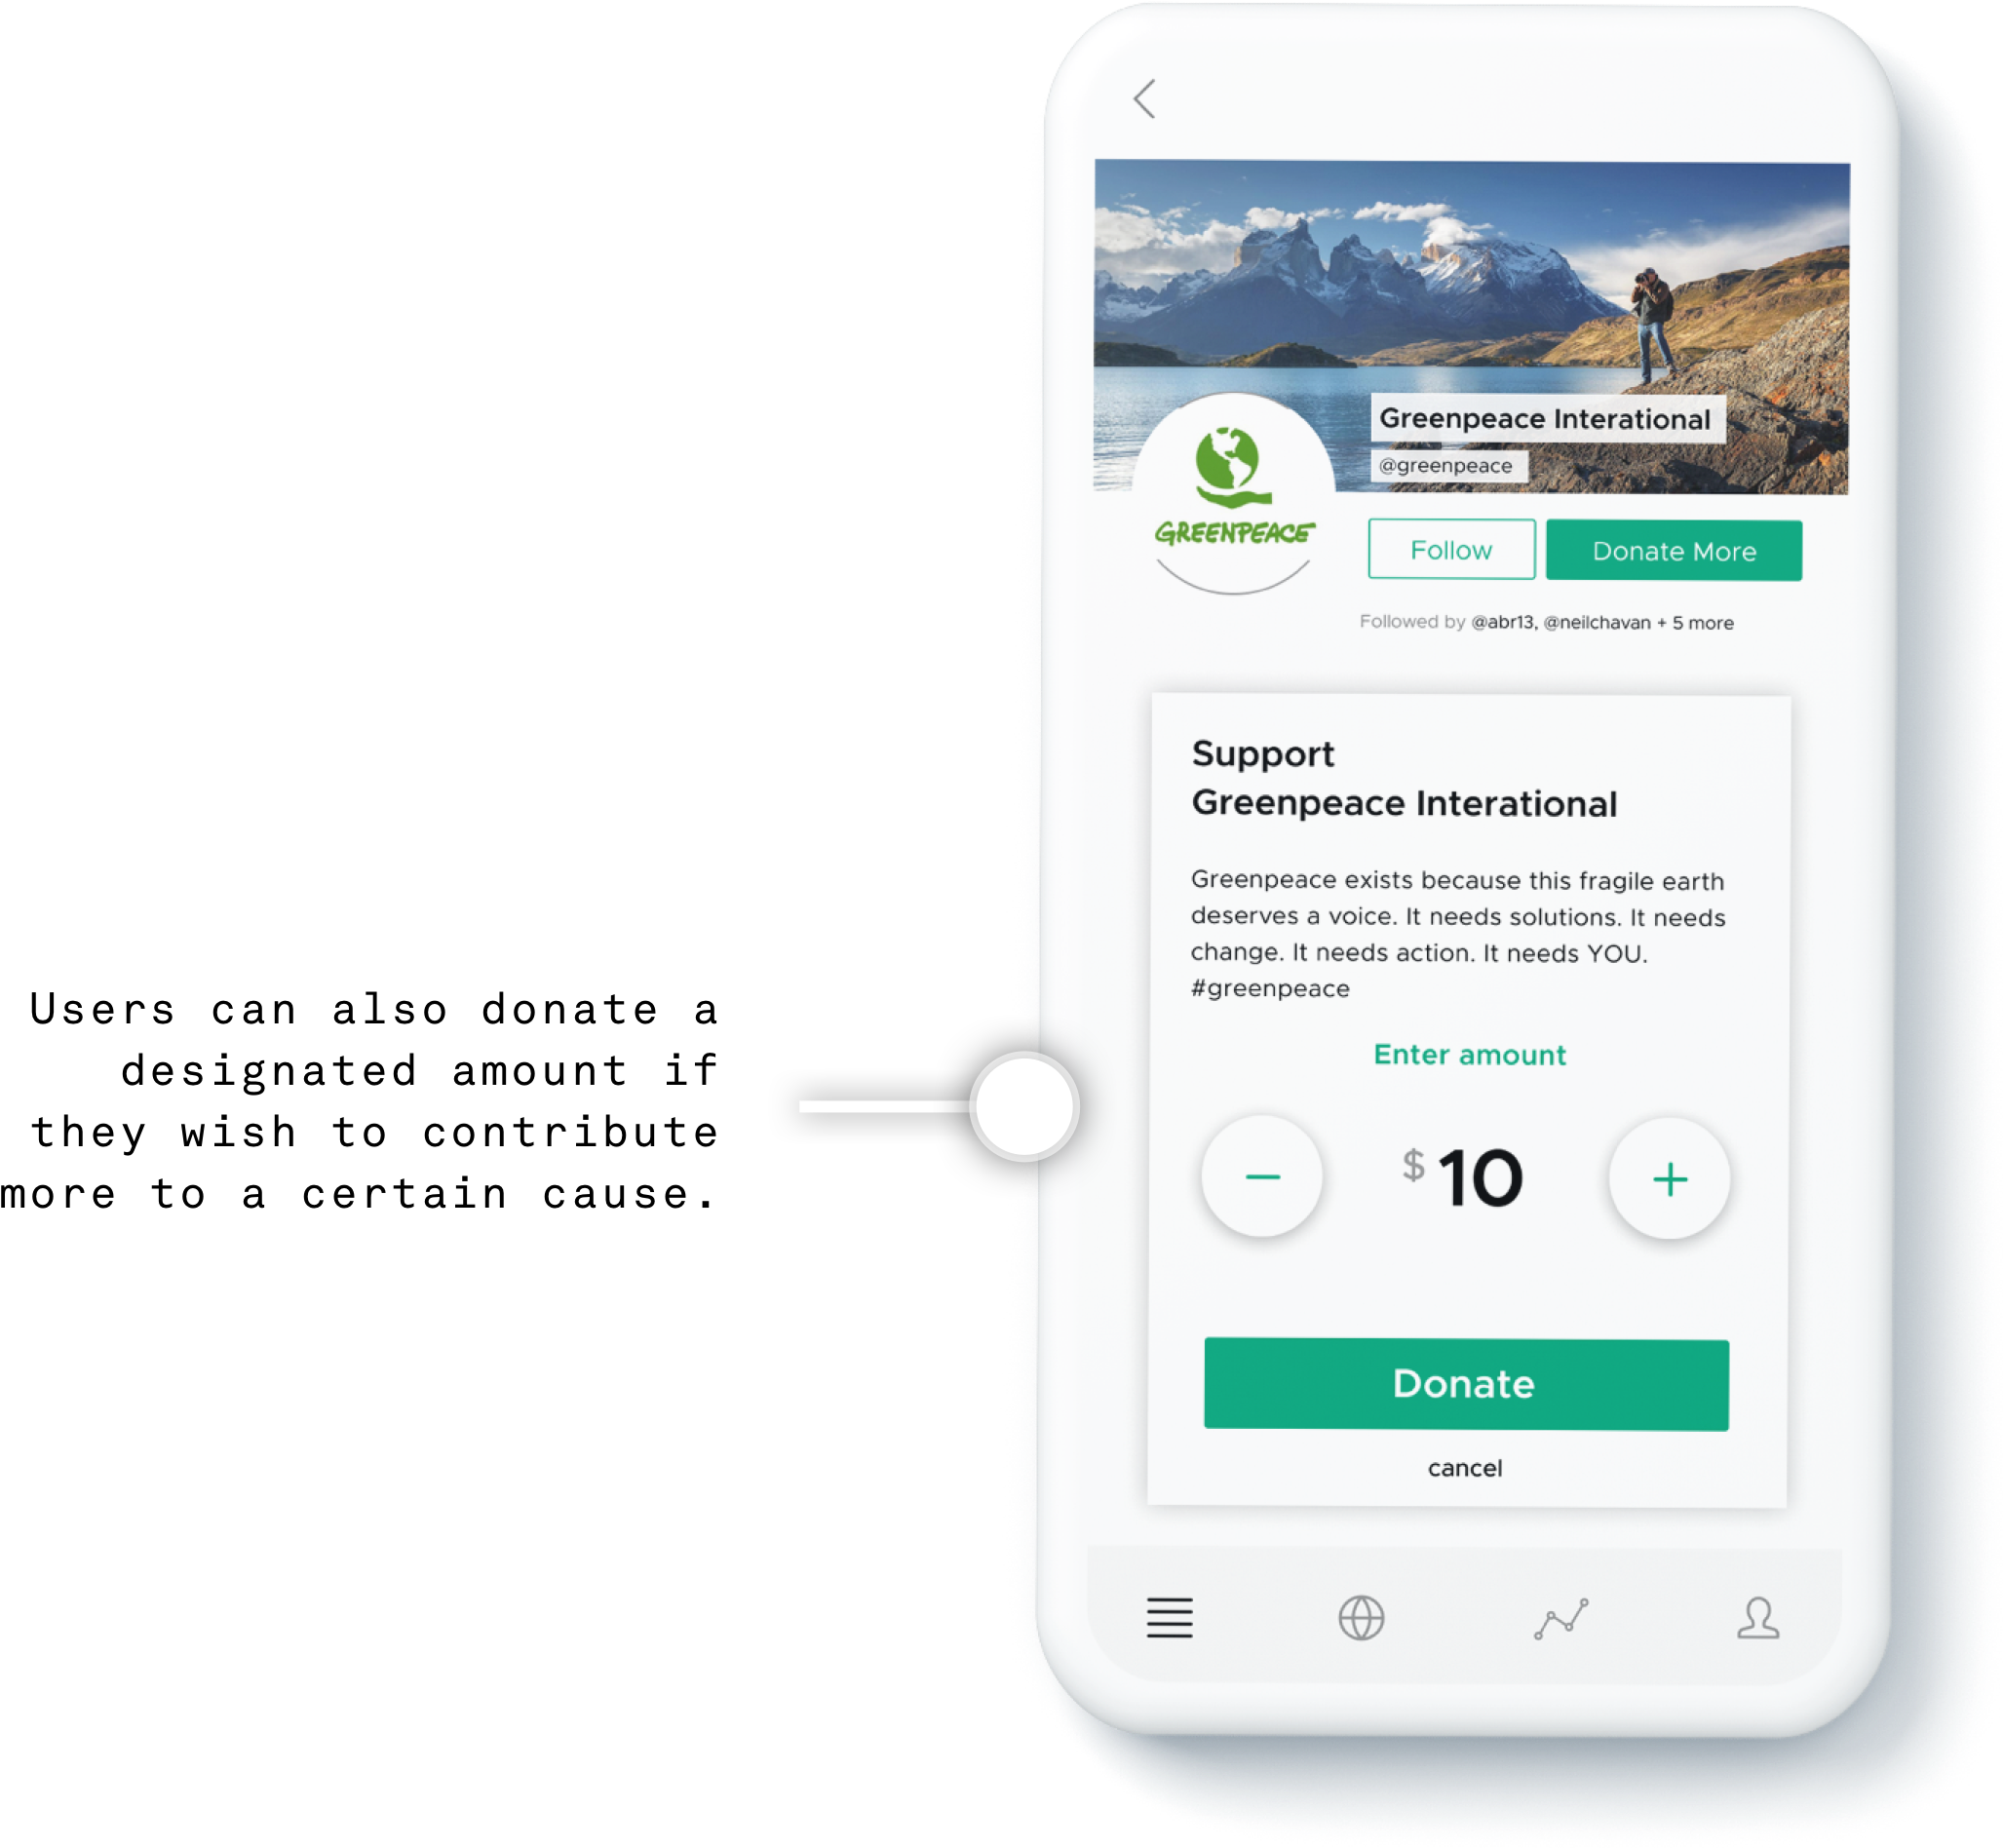 Users can also donate a
designated amount if
they wish to contribute
more to a certain cause.
Greenpeace Interational
@greenpeace
GREENPEACE
Follow
Donate More
Followed by @abr13, @neilchavan + 5 more
Support
Greenpeace Interational
Greenpeace exists because this fragile earth
deserves a voice. It needs solutions. It needs
change. It needs action. It needs YOU.
#greenpeace
Enter amount
$10
Donate
cancel